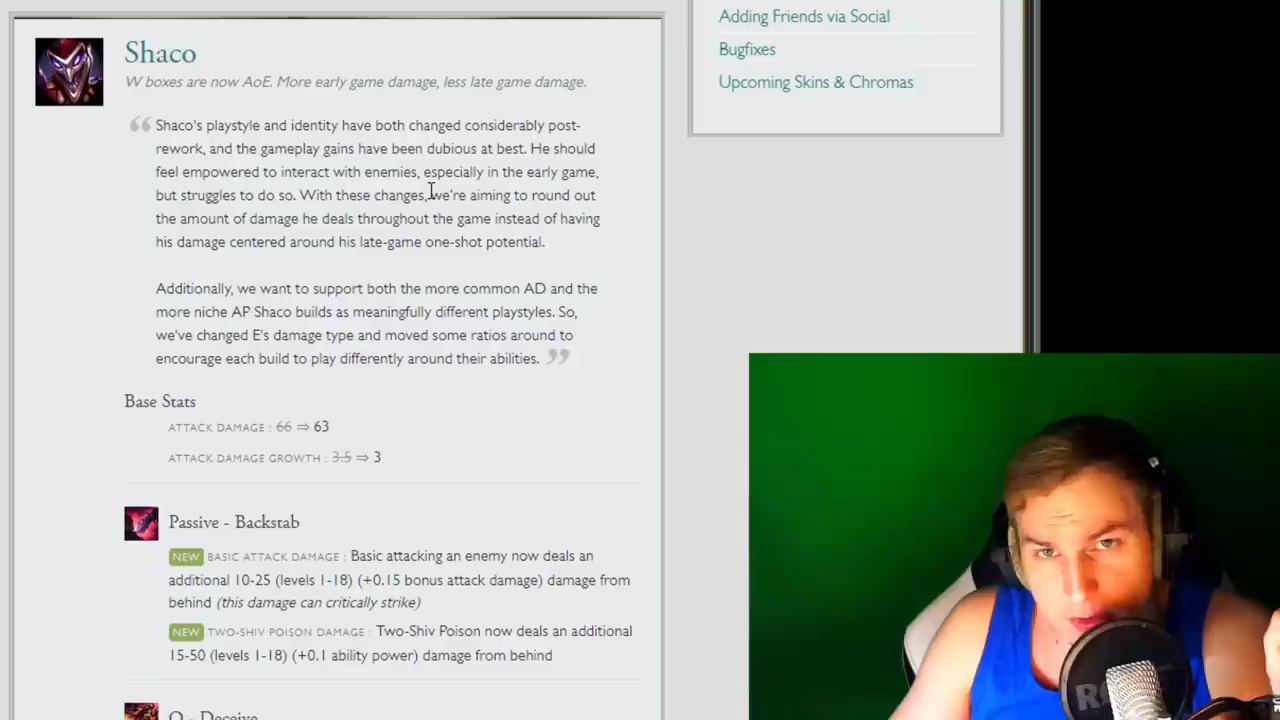 Shaco
W boxes are now AoE. More early game damage, less late game damage.
Shaco's playstyle and identity have both changed considerably post-
rework, and the gameplay gains have been dubious at best. He should
feel empowered to interact with enemies, especially in the early game,
but struggles to do so. With these changes, we're aiming to round out
the amount of damage he deals throughout the game instead of having
his damage centered around his late-game one-shot potential.
Additionally, we want to support both the more common AD and the
more niche AP Shaco builds as meaningfully different playstyles. So,
we've changed E's damage type and moved some ratios around to
encourage each build to play differently around their abilities.
Base Stats
ATTACK DAMAGE : 66 ⇒ 63
ATTACK DAMAGE GROWTH : 3.5 ⇒ 3
Passive - Backstab
NEW BASIC ATTACK DAMAGE : Basic attacking an enemy now deals an
additional 10-25 (levels 1-18) (+0.15 bonus attack damage) damage from
behind (this damage can critically strike)
NEW TWO-SHIV POISON DAMAGE : Two-Shiv Poison now deals an additional
15-50 (levels 1-18) (+0.1 ability power) damage from behind
Q - Deceive
Adding Friends via Social
Bugfixes
Upcoming Skins & Chromas